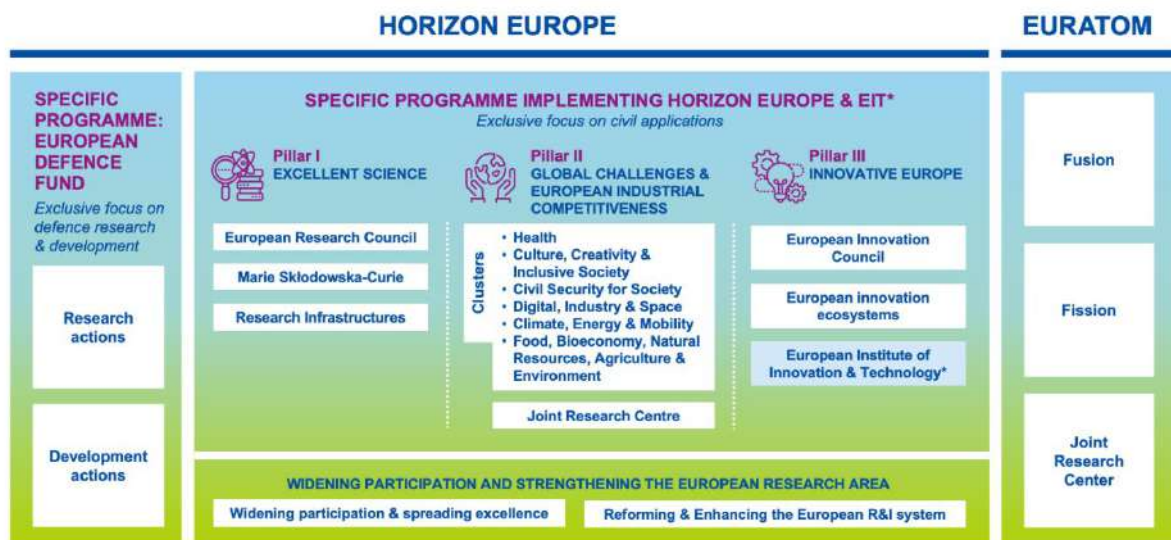 HORIZON EUROPE
EURATOM
SPECIFIC
PROGRAMME:
EUROPEAN
DEFENCE
FUND
Exclusive focus on
defence research
& development
Research
actions
Development
actions
SPECIFIC PROGRAMME IMPLEMENTING HORIZON EUROPE & EIT*
Exclusive focus on civil applications
Pillar I
EXCELLENT SCIENCE
European Research Council
Marie Skłodowska-Curie
Research Infrastructures
Pillar II
GLOBAL CHALLENGES &
EUROPEAN INDUSTRIAL
COMPETITIVENESS
Clusters
• Health
• Culture, Creativity &
Inclusive Society
• Civil Security for Society
• Digital, Industry & Space
• Climate, Energy & Mobility
• Food, Bioeconomy, Natural
Resources, Agriculture &
Environment
Joint Research Centre
Pillar III
INNOVATIVE EUROPE
European Innovation
Council
European innovation
ecosystems
European Institute of
Innovation & Technology*
WIDENING PARTICIPATION AND STRENGTHENING THE EUROPEAN RESEARCH AREA
Widening participation & spreading excellence
Reforming & Enhancing the European R&I system
Fusion
Fission
Joint
Research
Center